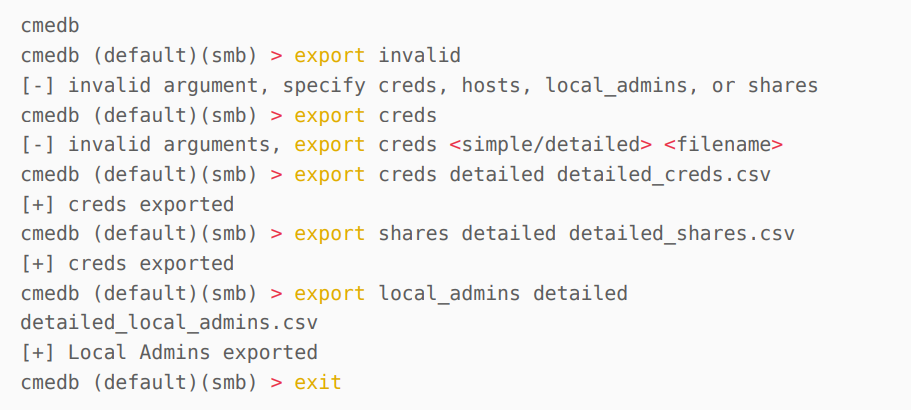 cmedb
cmedb (default)(smb) > export invalid
[-] invalid argument, specify creds, hosts, local_admins, or shares
cmedb (default)(smb) > export creds
[-] invalid arguments, export creds <simple/detailed> <filename>
cmedb (default)(smb) > export creds detailed detailed_creds.csv
[+] creds exported
cmedb (default)(smb) > export shares detailed detailed_shares.csv
[+] creds exported
cmedb (default)(smb) > export local_admins detailed
detailed_local_admins.csv
[+] Local Admins exported
cmedb (default)(smb) > exit